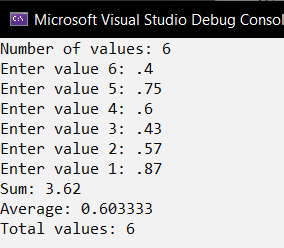 Microsoft Visual Studio Debug Consol
Number of values: 6
Enter value 6: .4
Enter value 5: .75
Enter value 4: .6
Enter value 3: .43
Enter value 2: .57
Enter value 1: .87
Sum: 3.62
Average: 0.603333
Total values: 6